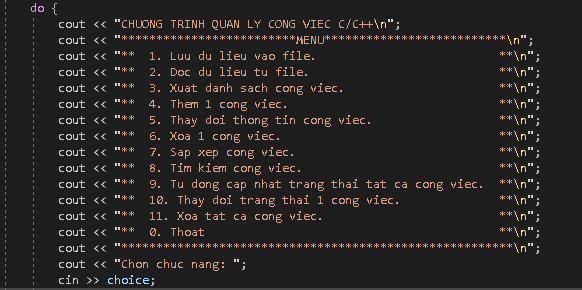 do {
cout << "CHUONG TRINH QUAN LY CONG VIEC C/C++\n";
cout << "*************************MENU**************************\n";
cout << "**  1. Luu du lieu vao file.                          **\n";
cout << "**  2. Doc du lieu tu file.                           **\n";
cout << "**  3. Xuat danh sach cong viec.                      **\n";
cout << "**  4. Them 1 cong viec.                              **\n";
cout << "**  5. Thay doi thong tin cong viec.                  **\n";
cout << "**  6. Xoa 1 cong viec.                               **\n";
cout << "**  7. Sap xep cong viec.                             **\n";
cout << "**  8. Tim kiem cong viec.                            **\n";
cout << "**  9. Tu dong cap nhat trang thai tat ca cong viec.  **\n";
cout << "**  10. Thay doi trang thai 1 cong viec.              **\n";
cout << "**  11. Xoa tat ca cong viec.                         **\n";
cout << "**  0. Thoat                                          **\n";
cout << "********************************************************\n";
cout << "Chon chuc nang: ";
cin >> choice;